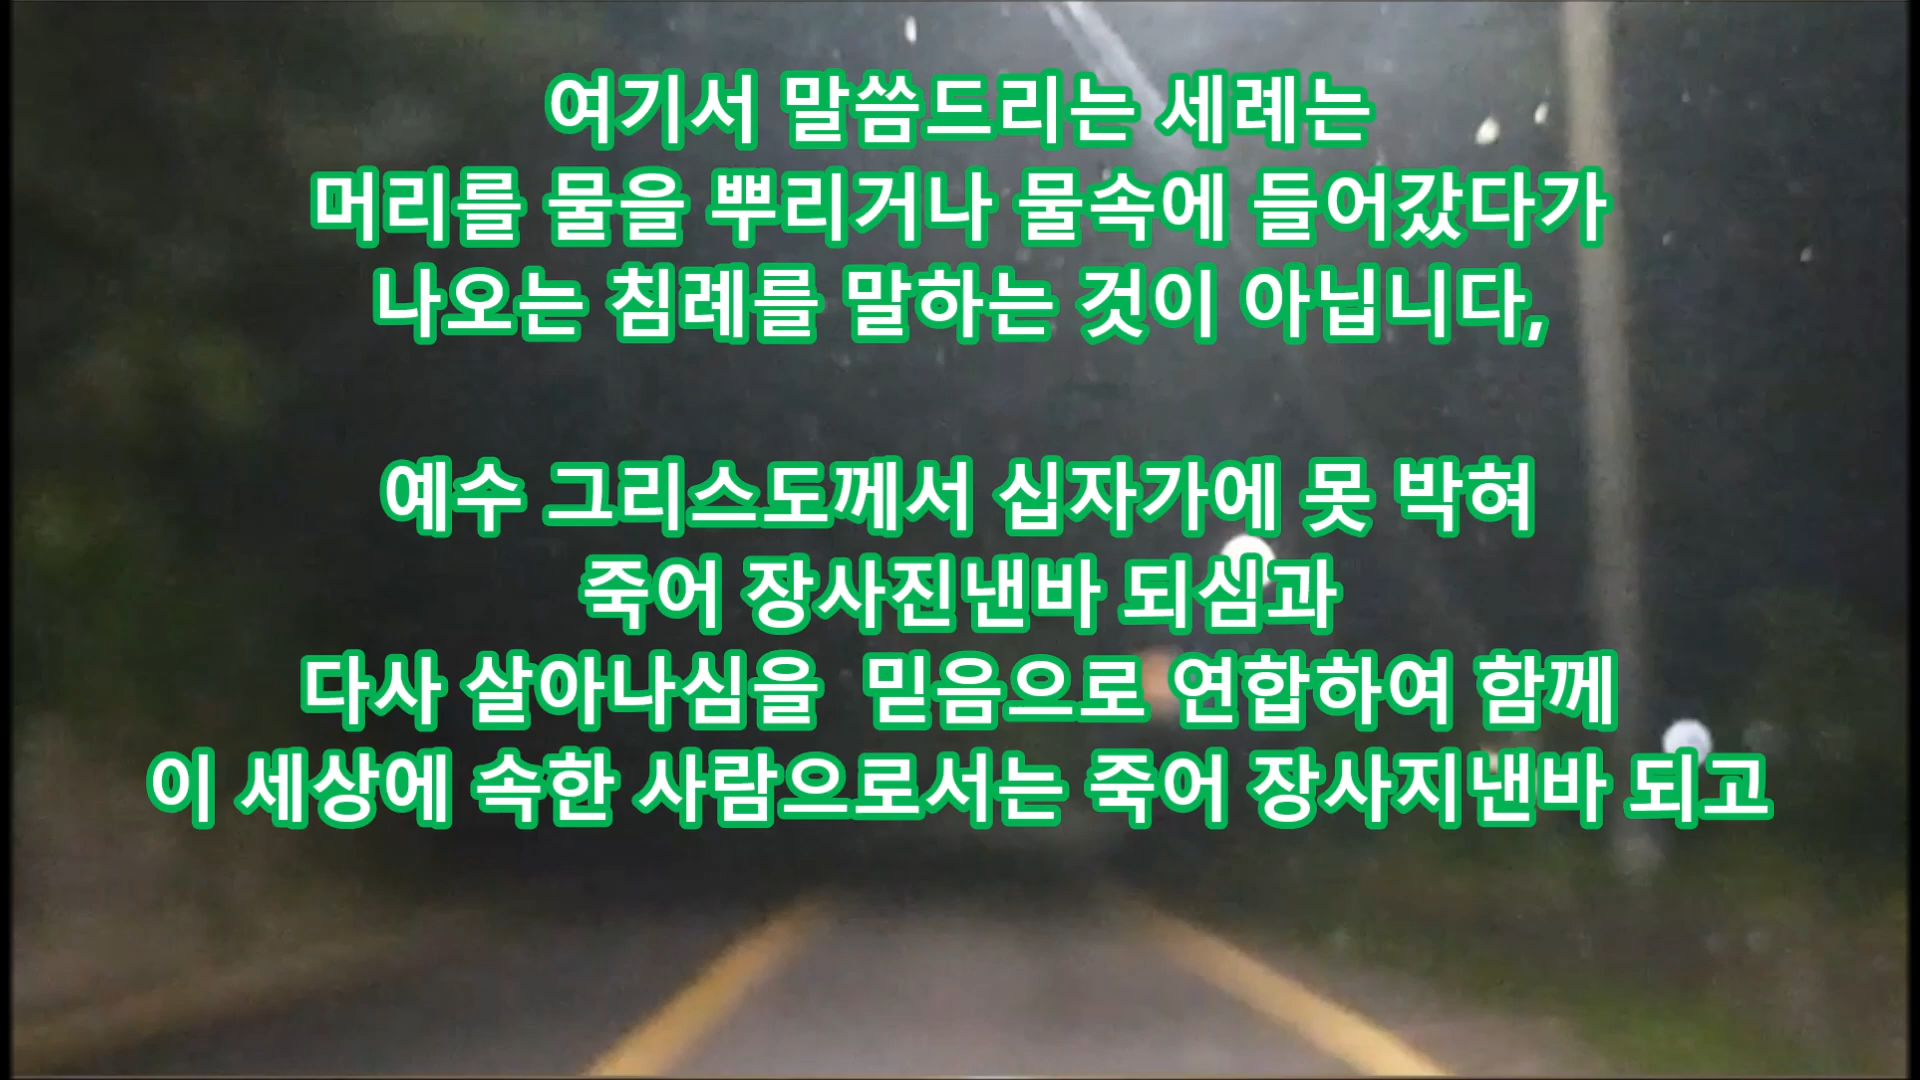 여기서 말씀드리는 세례는
머리를 물을 뿌리거나 물속에 들어갔다가
나오는 침례를 말하는 것이 아닙니다,
예수 그리스도께서 십자가에 못 박혀
죽어 장사진낸바 되심과
다사 살아나심을 믿음으로 연합하여 함께
이 세상에 속한 사람으로서는 죽어 장사지낸바 되고